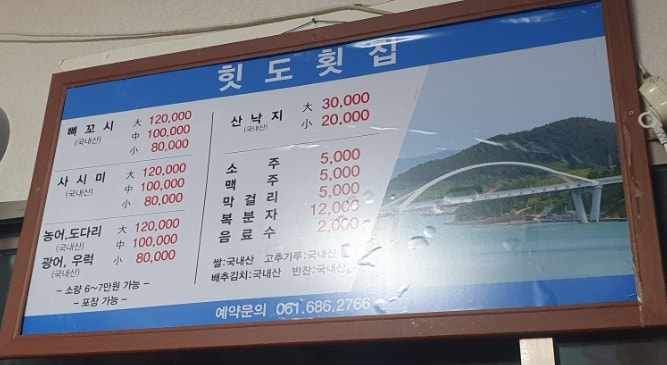 힛도횟집
뼈꼬시 大 120,000
(국내산) 中 100,000
小 80,000
사시미 大 120,000
(국내산) 中 100,000
小 80,000
농어,도다리 大 120,000
(국내산) 中 100,000
광어, 우럭 小 80,000
(국내산)
- 소량 6~7만원 가능 -
- 포장 가능 -
산낙지 大 30,000
(국내산) 小 20,000
소주 5,000
맥주 5,000
막걸리 5,000
복분자 12,000
음료수 2,000
쌀:국내산 고추가루:국내산
배추김치:국내산 반찬:국내산
예약문의 061.686.2766